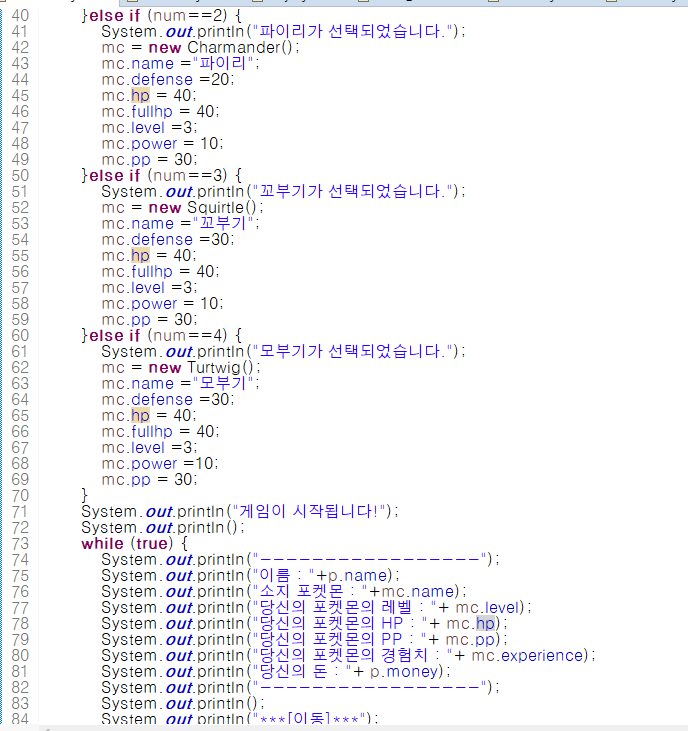 40 }else if (num==2) {
41 System.out.println("파이리가 선택되었습니다.");
42 mc = new Charmander();
43 mc.name ="파이리";
44 mc.defense =20;
45 mc.hp = 40;
46 mc.fullhp = 40;
47 mc.level =3;
48 mc.power = 10;
49 mc.pp = 30;
50 }else if (num==3) {
51 System.out.println("꼬부기가 선택되었습니다.");
52 mc = new Squirtle();
53 mc.name ="꼬부기";
54 mc.defense =30;
55 mc.hp = 40;
56 mc.fullhp = 40;
57 mc.level =3;
58 mc.power = 10;
59 mc.pp = 30;
60 }else if (num==4) {
61 System.out.println("모부기가 선택되었습니다.");
62 mc = new Turtwig();
63 mc.name ="모부기";
64 mc.defense =30;
65 mc.hp = 40;
66 mc.fullhp = 40;
67 mc.level =3;
68 mc.power =10;
69 mc.pp = 30;
70 }
71 System.out.println("게임이 시작됩니다!");
72 System.out.println();
73 while (true) {
74 System.out.println("-----------------");
75 System.out.println("이름 : "+p.name);
76 System.out.println("소지 포켓몬 : "+mc.name);
77 System.out.println("당신의 포켓몬의 레벨 : "+ mc.level);
78 System.out.println("당신의 포켓몬의 HP : "+ mc.hp);
79 System.out.println("당신의 포켓몬의 PP : "+ mc.pp);
80 System.out.println("당신의 포켓몬의 경험치 : "+ mc.experience);
81 System.out.println("당신의 돈 : "+ p.money);
82 System.out.println("-----------------");
83 System.out.println();
84 System.out.println("***[이동]***");